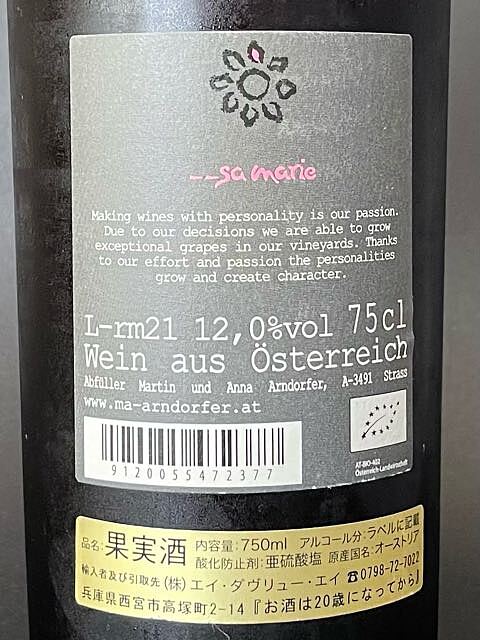 --sa marie
Making wines with personality is our passion.
Due to our decisions we are able to grow
exceptional grapes in our vineyards. Thanks
to our effort and passion the personalities
grow and create character.
L-rm21 12,0%vol 75cl
Wein aus Österreich
Abfüller Martin und Anna Arndorfer, A-3491 Strass
www.ma-arndorfer.at
AT-BIO-402
Österreich-Landwirtschaft
9120055472377
品名:果実酒 内容量:750ml アルコール分:ラベルに記載
酸化防止剤:亜硫酸塩 原産国名:オーストリア
輸入者及び引取先(株)エイ・ダヴリュー・エイ ☎0798-72-7022
兵庫県西宮市高塚町2-14『お酒は20歳になってから』